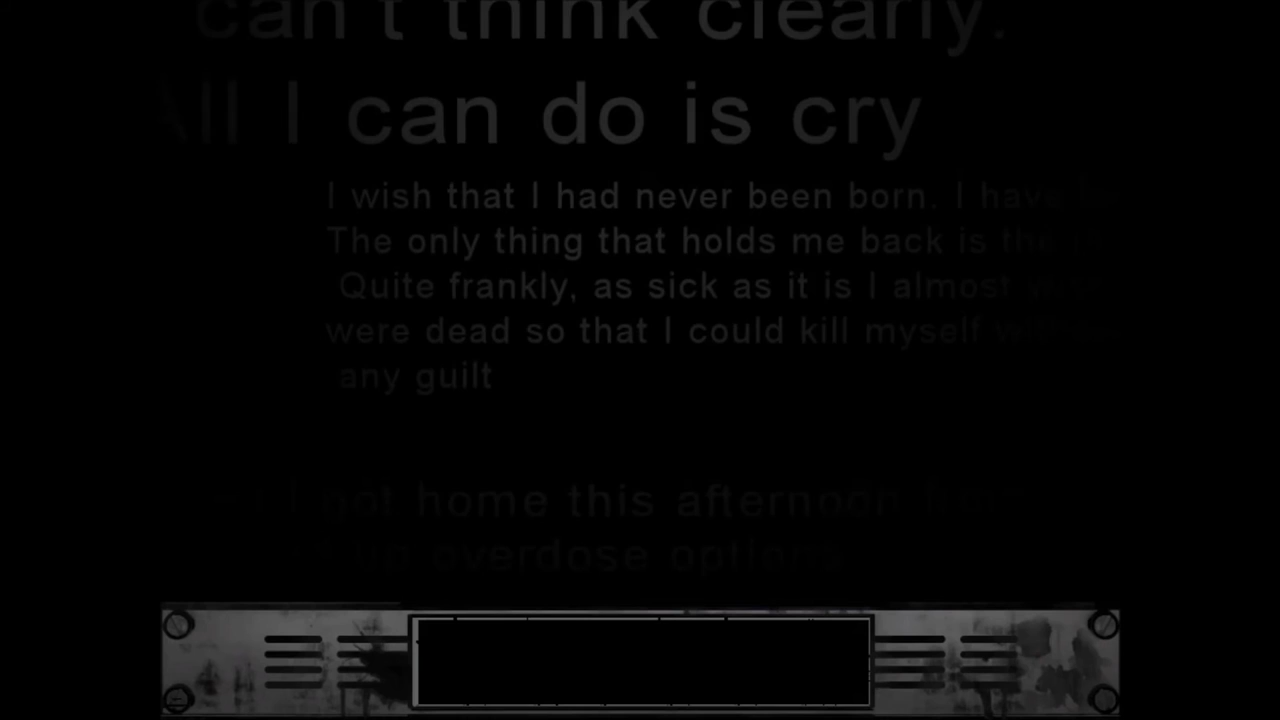 can't think clearly.
All I can do is cry
I wish that I had never been born. I have
The only thing that holds me back is the
Quite frankly, as sick as it is I almost
were dead so that I could kill myself
any guilt
I got home this afternoon from
up overdose options